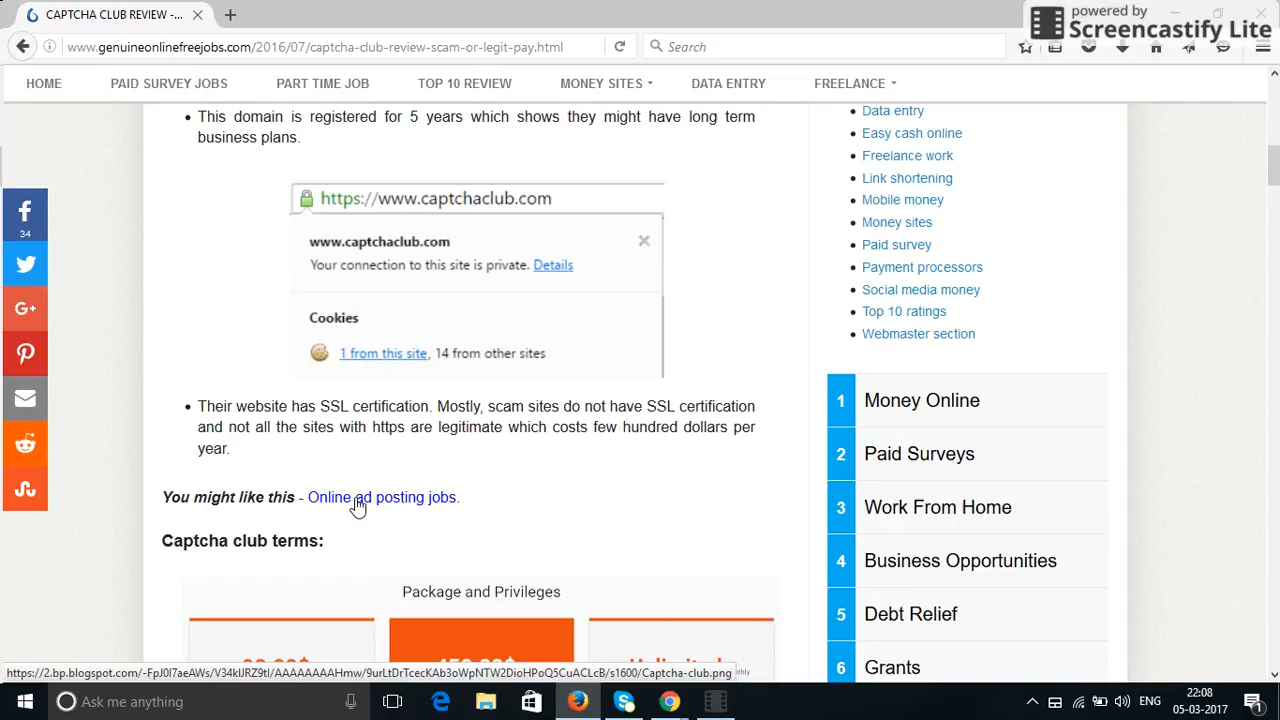 CAPTCHA CLUB REVIEW -...
powered by
Screencastify Lite
www.genuineonlinefreejobs.com/2016/07/captcha-club-review-scam-or-legit-pay.html
Search
HOME
PAID SURVEY JOBS
PART TIME JOB
TOP 10 REVIEW
MONEY SITES
DATA ENTRY
FREELANCE
This domain is registered for 5 years which shows they might have long term
business plans.
https://www.captchaclub.com
www.captchaclub.com
Your connection to this site is private. Details
Cookies
1 from this site, 14 from other sites
Their website has SSL certification. Mostly, scam sites do not have SSL certification
and not all the sites with https are legitimate which costs few hundred dollars per
year.
You might like this - Online ad posting jobs.
Captcha club terms:
Package and Privileges
Unlimited
Data entry
Easy cash online
Freelance work
Link shortening
Mobile money
Money sites
Paid survey
Payment processors
Social media money
Top 10 ratings
Webmaster section
1 Money Online
2 Paid Surveys
3 Work From Home
4 Business Opportunities
5 Debt Relief
6 Grants
34
G+
Ask me anything
ENG
22:08
05-03-2017
1